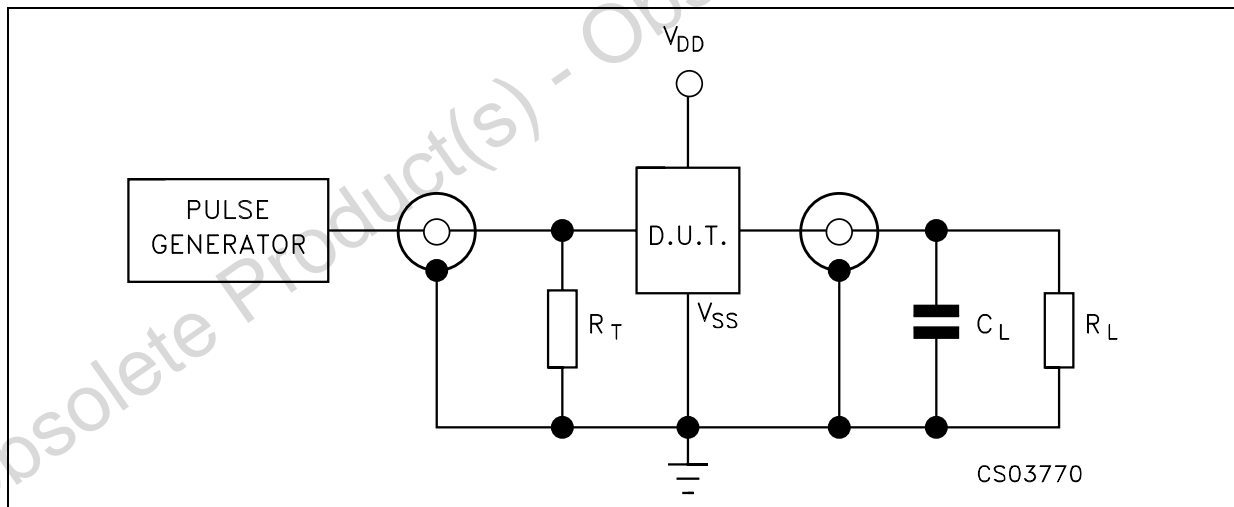 Obsolete Product(s) - Obs
VDD
PULSE
GENERATOR
D.U.T.
VSS
RT
CL
RL
CS03770